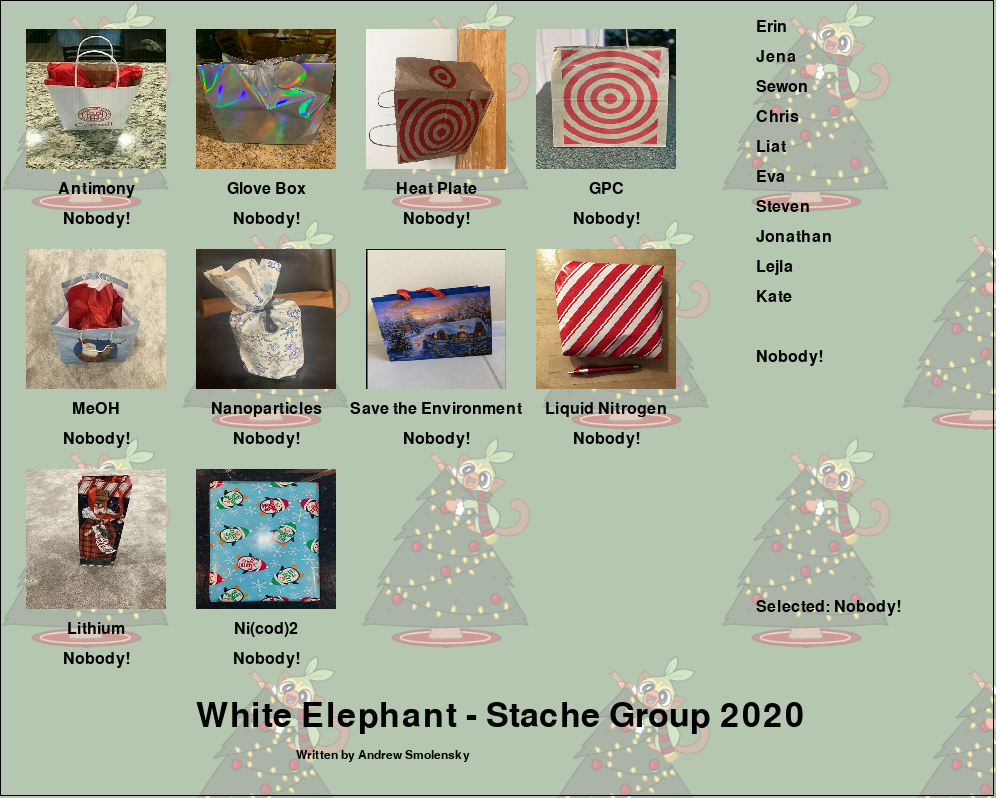 Cornell
Antimony
Nobody!
Glove Box
Nobody!
Heat Plate
Nobody!
GPC
Nobody!
MeOH
Nobody!
Nanoparticles
Nobody!
Save the Environment
Nobody!
Liquid Nitrogen
Nobody!
Lithium
Nobody!
Ni(cod)2
Nobody!
Erin
Jena
Sewon
Chris
Liat
Eva
Steven
Jonathan
Lejla
Kate
Nobody!
Selected: Nobody!
White Elephant - Stache Group 2020
Written by Andrew Smolensky